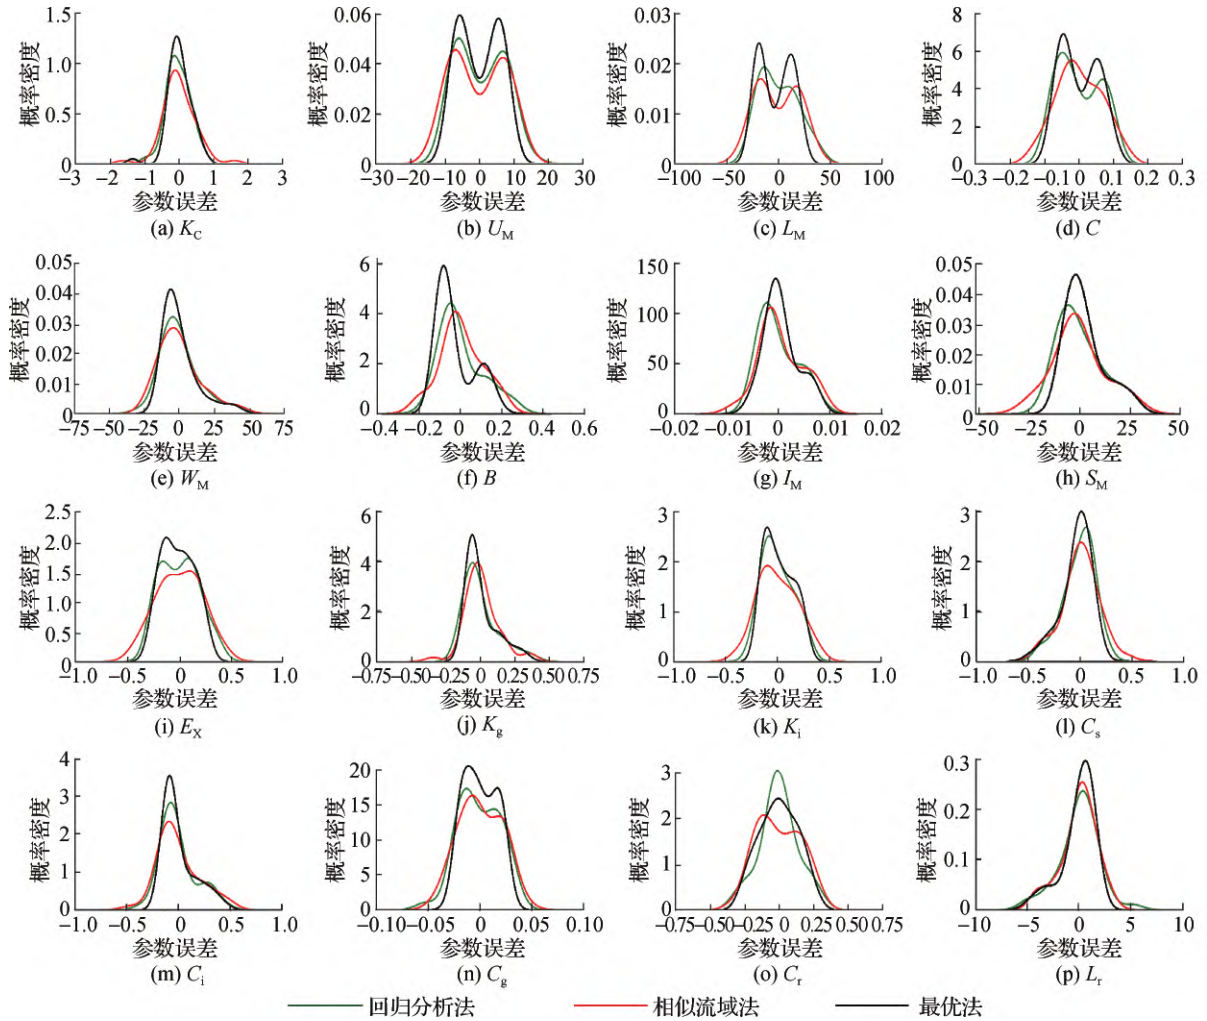 概率密度
1.5
1.0
0.5
0
−3 −2 −1 0 1 2 3
参数误差
(a) K_C
概率密度
0.06
0.04
0.02
0
−30 −20 −10 0 10 20 30
参数误差
(b) U_M
概率密度
0.03
0.02
0.01
0
−100 −50 0 50 100
参数误差
(c) L_M
概率密度
8
6
4
2
0
−0.3 −0.2 −0.1 0 0.1 0.2 0.3
参数误差
(d) C
概率密度
0.05
0.04
0.03
0.02
0.01
0
−75 −50 −25 0 25 50 75
参数误差
(e) W_M
概率密度
6
4
2
0
−0.4 −0.2 0 0.2 0.4 0.6
参数误差
(f) B
概率密度
150
100
50
0
−0.02 −0.01 0 0.01 0.02
参数误差
(g) I_M
概率密度
0.05
0.04
0.03
0.02
0.01
0
−50 −25 0 25 50
参数误差
(h) S_M
概率密度
2.5
2.0
1.5
1.0
0.5
0
−1.0 −0.5 0 0.5 1.0
参数误差
(i) E_X
概率密度
6
4
2
0
−0.75 −0.50 −0.25 0 0.25 0.50 0.75
参数误差
(j) K_g
概率密度
3
2
1
0
−1.0 −0.5 0 0.5 1.0
参数误差
(k) K_i
概率密度
3
2
1
0
−1.0 −0.5 0 0.5 1.0
参数误差
(l) C_s
概率密度
4
3
2
1
0
−1.0 −0.5 0 0.5 1.0
参数误差
(m) C_i
概率密度
20
15
10
5
0
−0.10 −0.05 0 0.05 0.10
参数误差
(n) C_g
概率密度
3
2
1
0
−0.75 −0.50 −0.25 0 0.25 0.50 0.75
参数误差
(o) C_r
概率密度
0.3
0.2
0.1
0
−10 −5 0 5 10
参数误差
(p) L_r
回归分析法 相似流域法 最优法